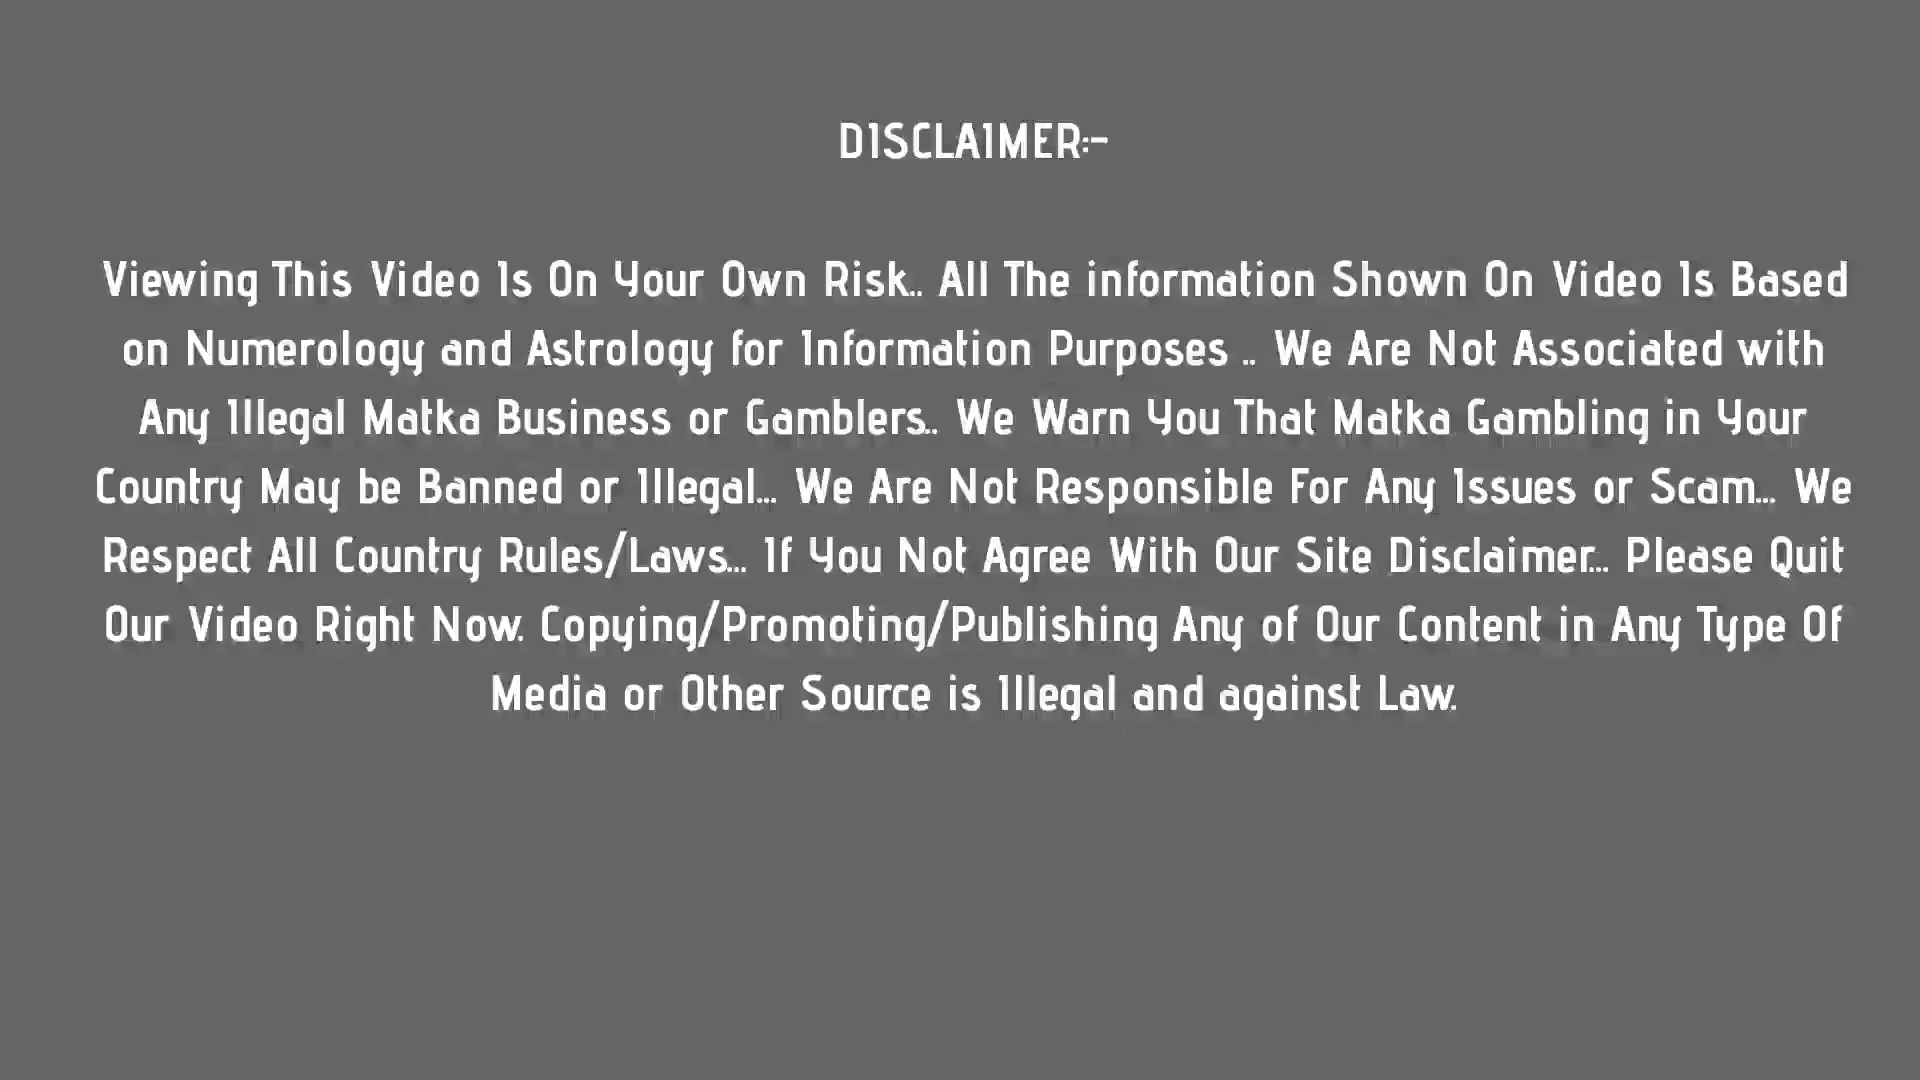 DISCLAIMER:-
Viewing This Video Is On Your Own Risk.. All The information Shown On Video Is Based
on Numerology and Astrology for Information Purposes .. We Are Not Associated with
Any Illegal Matka Business or Gamblers.. We Warn You That Matka Gambling in Your
Country May be Banned or Illegal... We Are Not Responsible For Any Issues or Scam... We
Respect All Country Rules/Laws... If You Not Agree With Our Site Disclaimer... Please Quit
Our Video Right Now. Copying/Promoting/Publishing Any of Our Content in Any Type Of
Media or Other Source is Illegal and against Law.